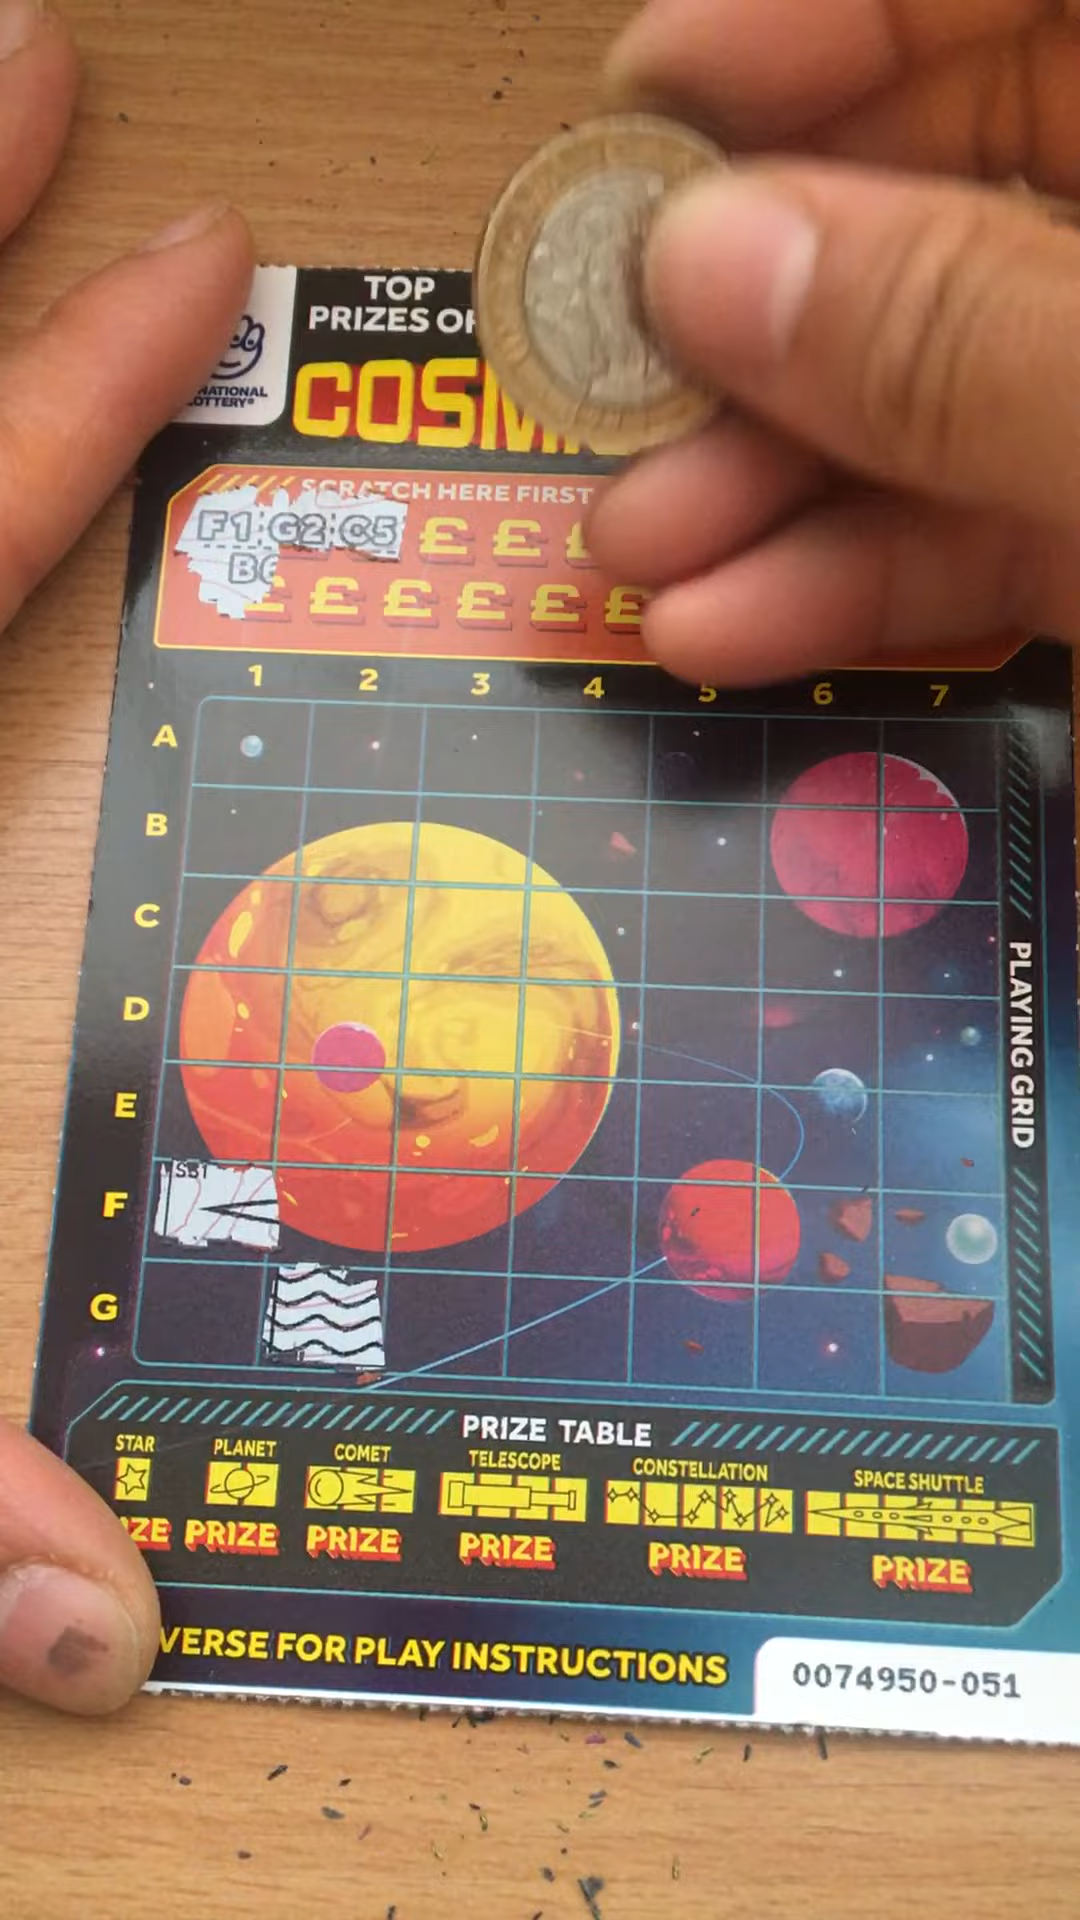 TOP
PRIZES OF
NATIONAL
LOTTERY®
COSM
SCRATCH HERE FIRST
F1 G2 C5 £ £ £
B6 £ £ £ £ £ £
1 2 3 4 5 6 7
A
B
C
D
E
F
G
PLAYING GRID
PRIZE TABLE
STAR PLANET COMET TELESCOPE CONSTELLATION SPACE SHUTTLE
IZE PRIZE PRIZE PRIZE PRIZE PRIZE
VERSE FOR PLAY INSTRUCTIONS
0074950-051